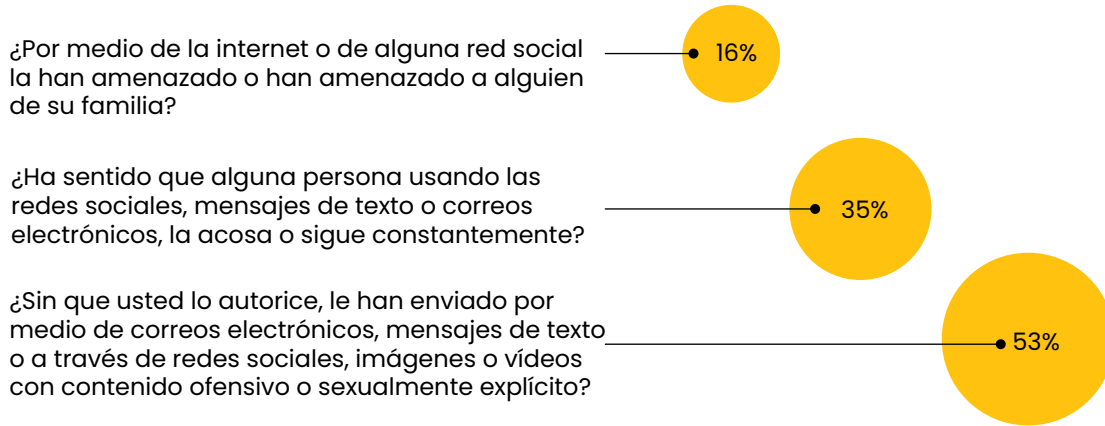 ¿Por medio de la internet o de alguna red social
la han amenazado o han amenazado a alguien
de su familia?
16%
¿Ha sentido que alguna persona usando las
redes sociales, mensajes de texto o correos
electrónicos, la acosa o sigue constantemente?
35%
¿Sin que usted lo autorice, le han enviado por
medio de correos electrónicos, mensajes de texto
o a través de redes sociales, imágenes o vídeos
con contenido ofensivo o sexualmente explícito?
53%